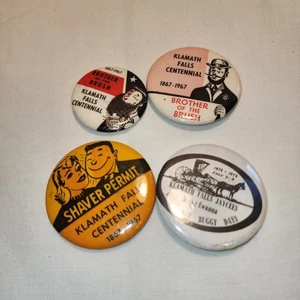 1867-1967
BROTHER
OF THE
BRUSH
KLAMATH
FALLS
CENTENNIAL
KLAMATH
FALLS
CENTENNIAL
1867-1967
BROTHER
OF THE
BRUSH
SHAVER PERMIT
KLAMATH FALLS
CENTENNIAL
1867-1967
KLAMATH FALLS JAYCEES
BUGGY DAYS